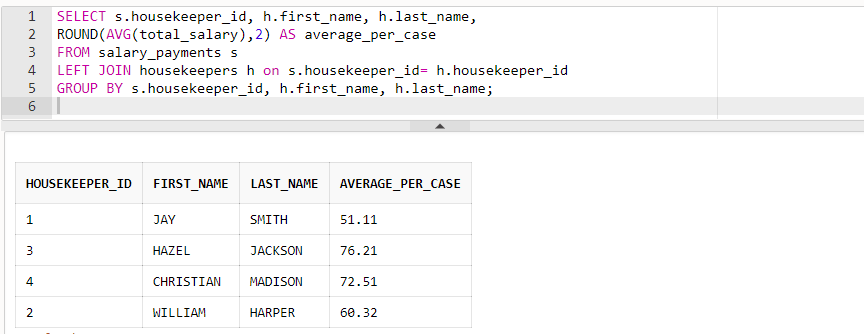 1 SELECT s.housekeeper_id, h.first_name, h.last_name,
2 ROUND(AVG(total_salary),2) AS average_per_case
3 FROM salary_payments s
4 LEFT JOIN housekeepers h on s.housekeeper_id= h.housekeeper_id
5 GROUP BY s.housekeeper_id, h.first_name, h.last_name;
6
HOUSEKEEPER_ID FIRST_NAME LAST_NAME AVERAGE_PER_CASE
1 JAY SMITH 51.11
3 HAZEL JACKSON 76.21
4 CHRISTIAN MADISON 72.51
2 WILLIAM HARPER 60.32